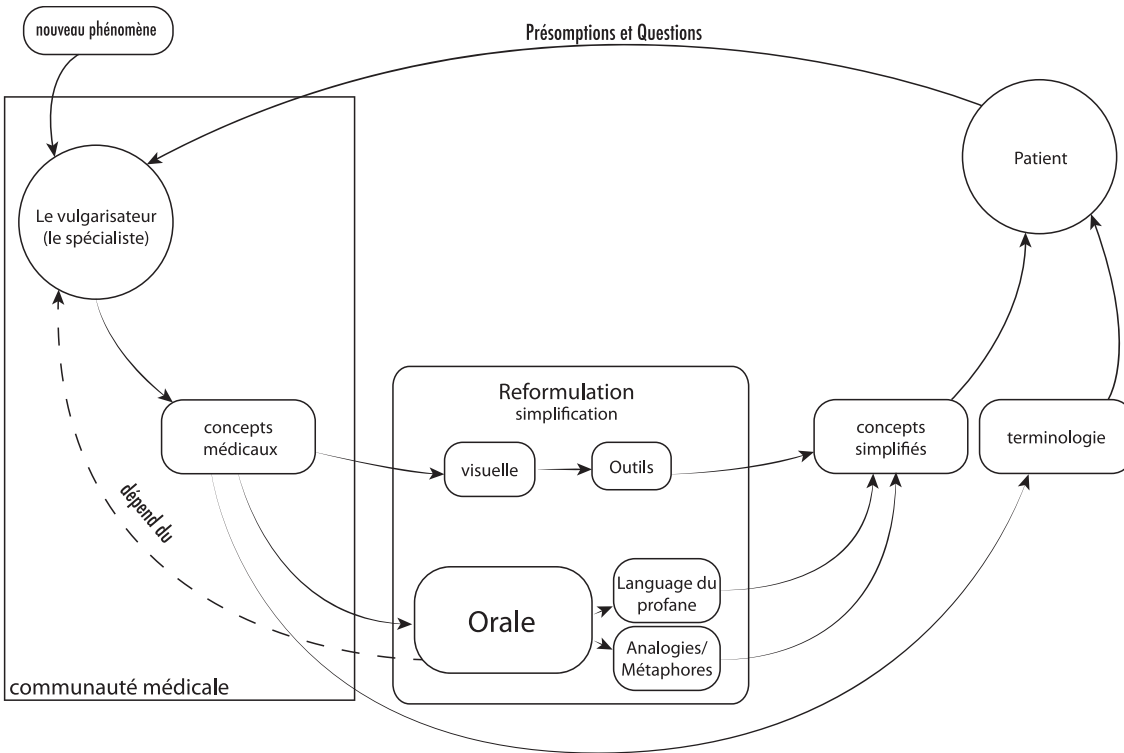 nouveau phénomène
Présomptions et Questions
Patient
Le vulgarisateur
(le spécialiste)
Reformulation
simplification
concepts
médicaux
visuelle
Outils
concepts
simplifiés
terminologie
dépend du
Orale
Language du
profane
Analogies/
Métaphores
communauté médicale